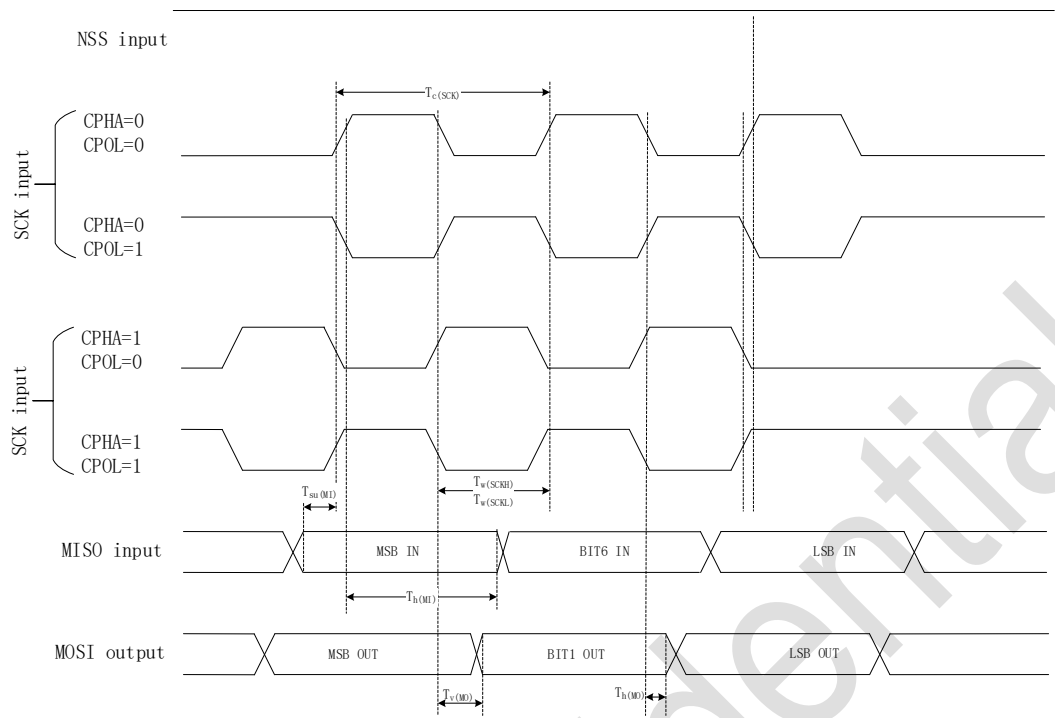 NSS input
Tc(SCK)
CPHA=0
CPOL=0
SCK input
CPHA=0
CPOL=1
CPHA=1
CPOL=0
SCK input
CPHA=1
CPOL=1
Tw(SCKH)
Tw(SCKL)
Tsu(MI)
MISO input
MSB IN
BIT6 IN
LSB IN
Th(MI)
MOSI output
MSB OUT
BIT1 OUT
LSB OUT
Tv(MO)
Th(MO)
dential